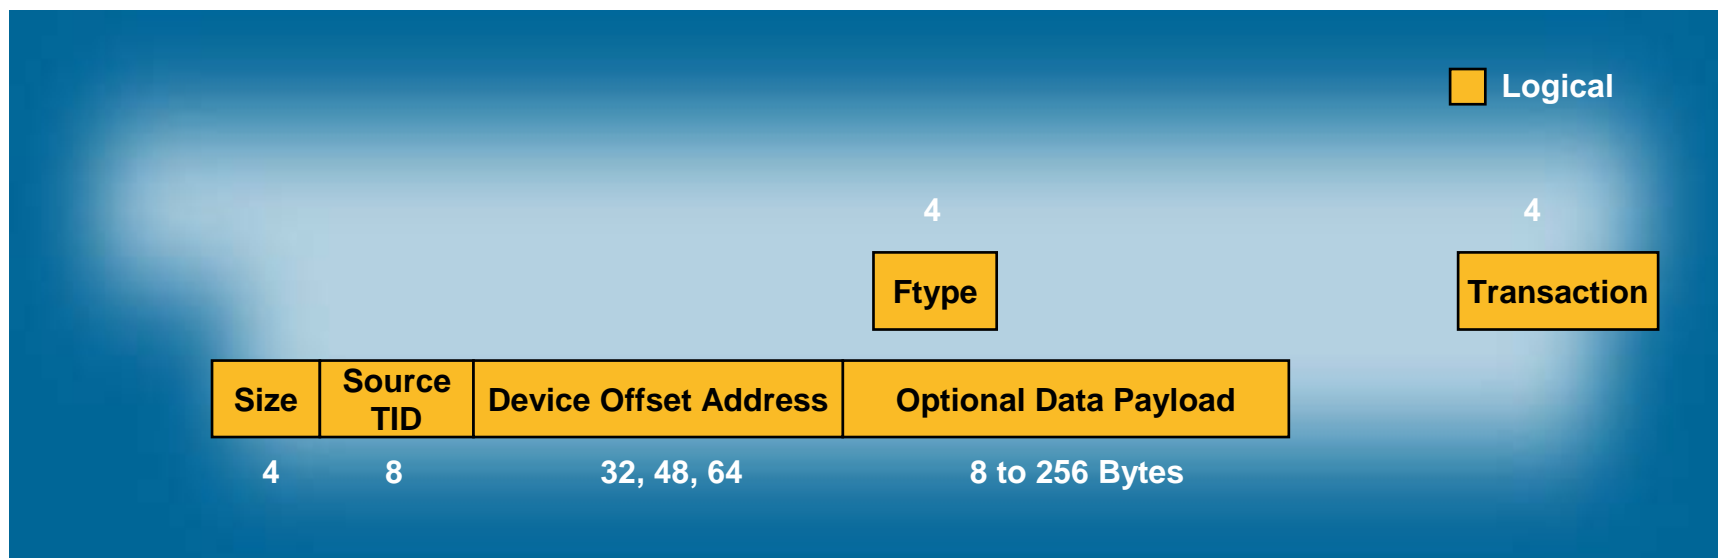 Logical
4
4
Ftype
Transaction
Size
Source
TID
Device Offset Address
Optional Data Payload
4
8
32, 48, 64
8 to 256 Bytes